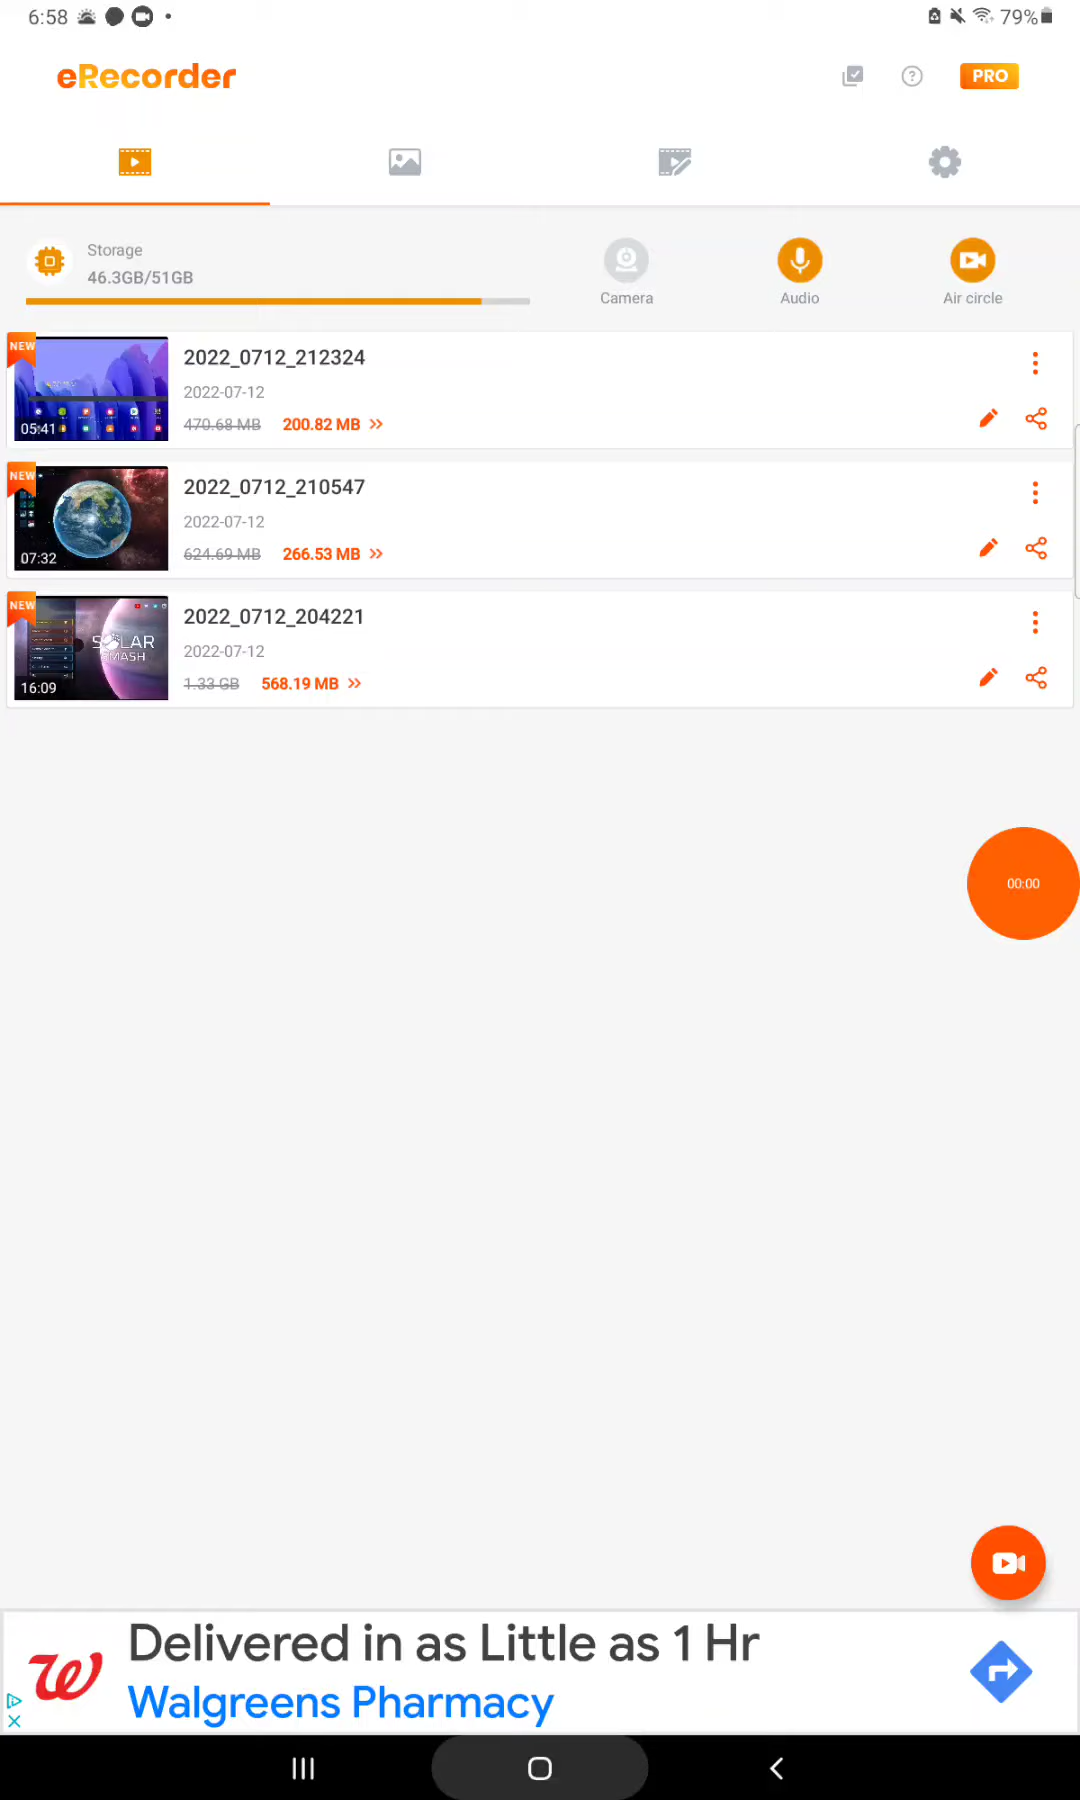 6:58
79%
eRecorder
PRO
Storage
46.3GB/51GB
Camera
Audio
Air circle
NEW
05:41
2022_0712_212324
2022-07-12
470.68 MB 200.82 MB >>
NEW
07:32
2022_0712_210547
2022-07-12
624.69 MB 266.53 MB >>
NEW
SOLAR
SMASH
16:09
2022_0712_204221
2022-07-12
1.33 GB 568.19 MB >>
00:00
Delivered in as Little as 1 Hr
Walgreens Pharmacy